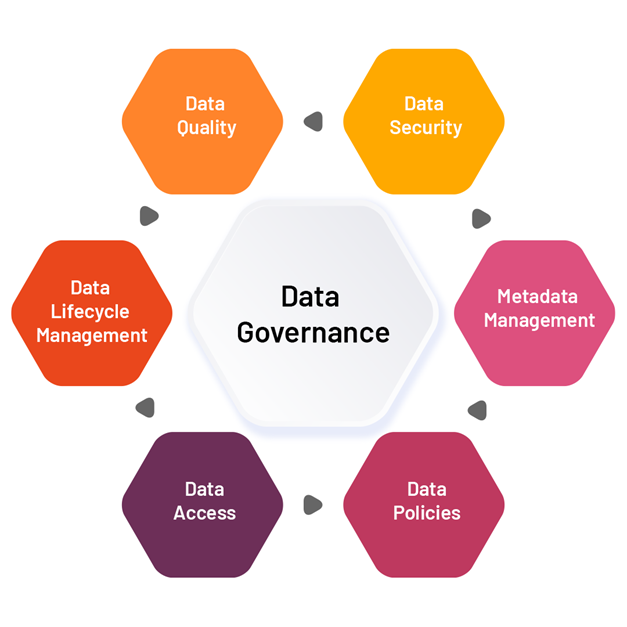 Data
Quality
Data
Security
Data
Lifecycle
Management
Data
Governance
Metadata
Management
Data
Access
Data
Policies